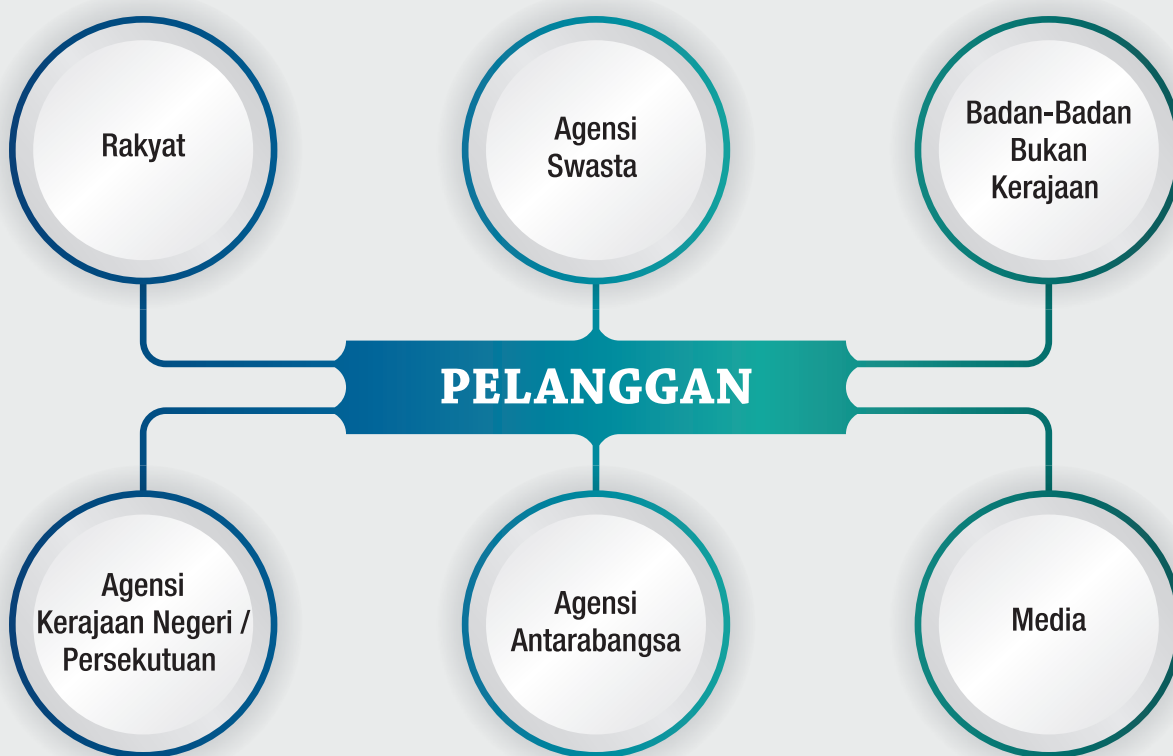 Rakyat
Agensi
Swasta
Badan-Badan
Bukan
Kerajaan
PELANGGAN
Agensi
Kerajaan Negeri /
Persekutuan
Agensi
Antarabangsa
Media